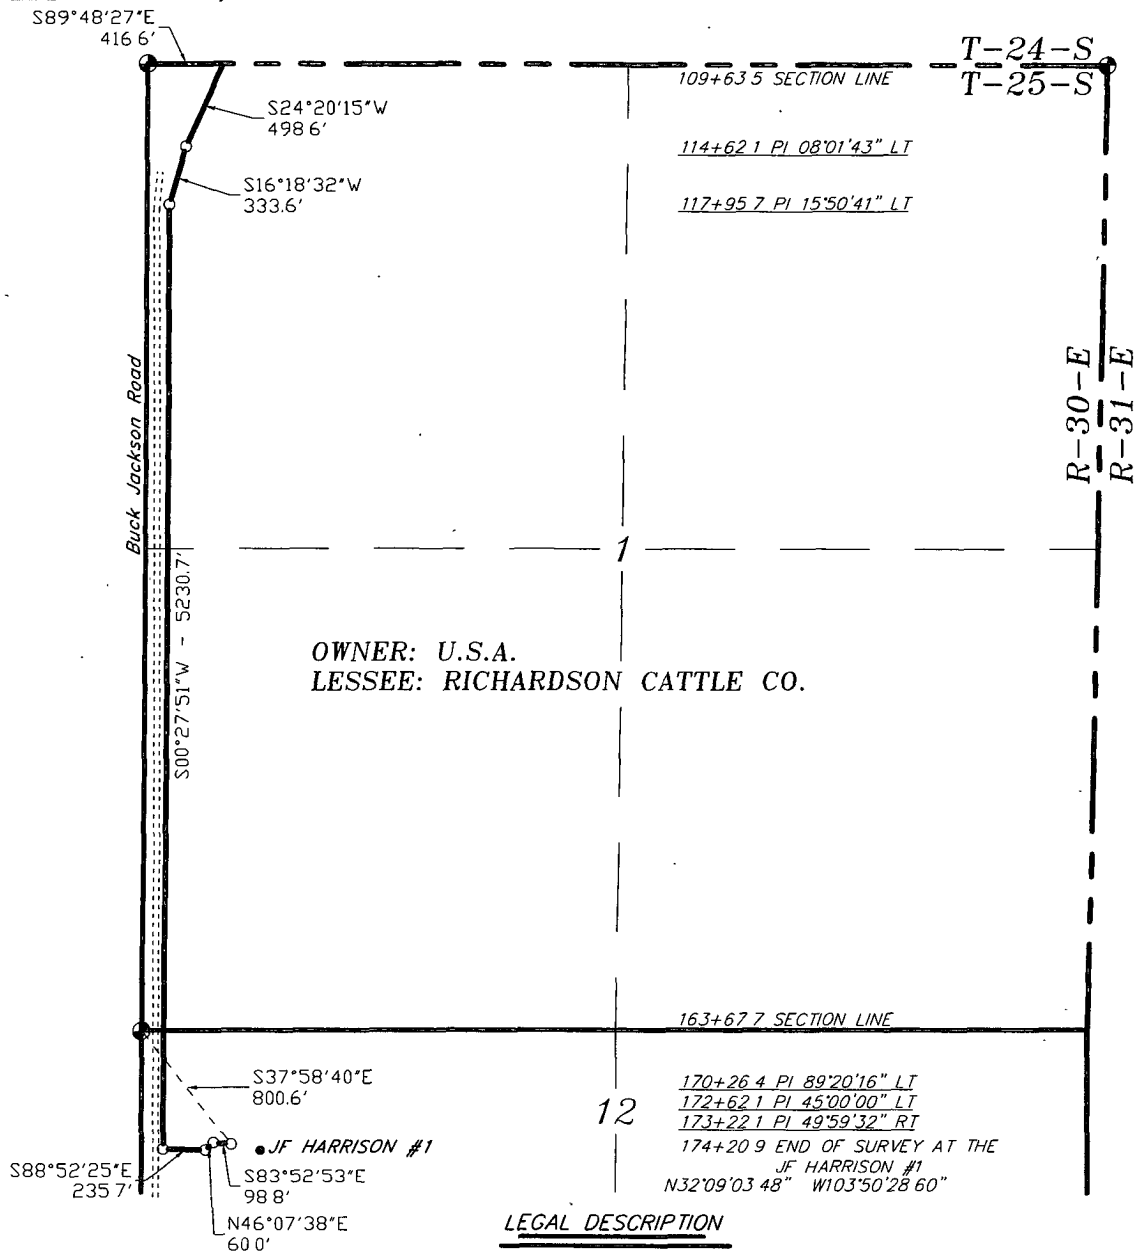 S89°48'27"E
416 6'
T-24-S
T-25-S
109+63 5 SECTION LINE
S24°20'15"W
498 6'
114+62 1 PI 08°01'43" LT
S16°18'32"W
333.6'
117+95 7 PI 15°50'41" LT
Buck Jackson Road
R-30-E
R-31-E
1
S00°27'51"W - 5230.7'
OWNER: U.S.A.
LESSEE: RICHARDSON CATTLE CO.
163+67 7 SECTION LINE
S37°58'40"E
800.6'
12
170+26 4 PI 89°20'16" LT
172+62 1 PI 45°00'00" LT
173+22 1 PI 49°59'32" RT
174+20 9 END OF SURVEY AT THE
JF HARRISON #1
N32°09'03 48" W103°50'28 60"
JF HARRISON #1
S88°52'25"E
235 7'
S83°52'53"E
98 8'
N46°07'38"E
60 0'
LEGAL DESCRIPTION